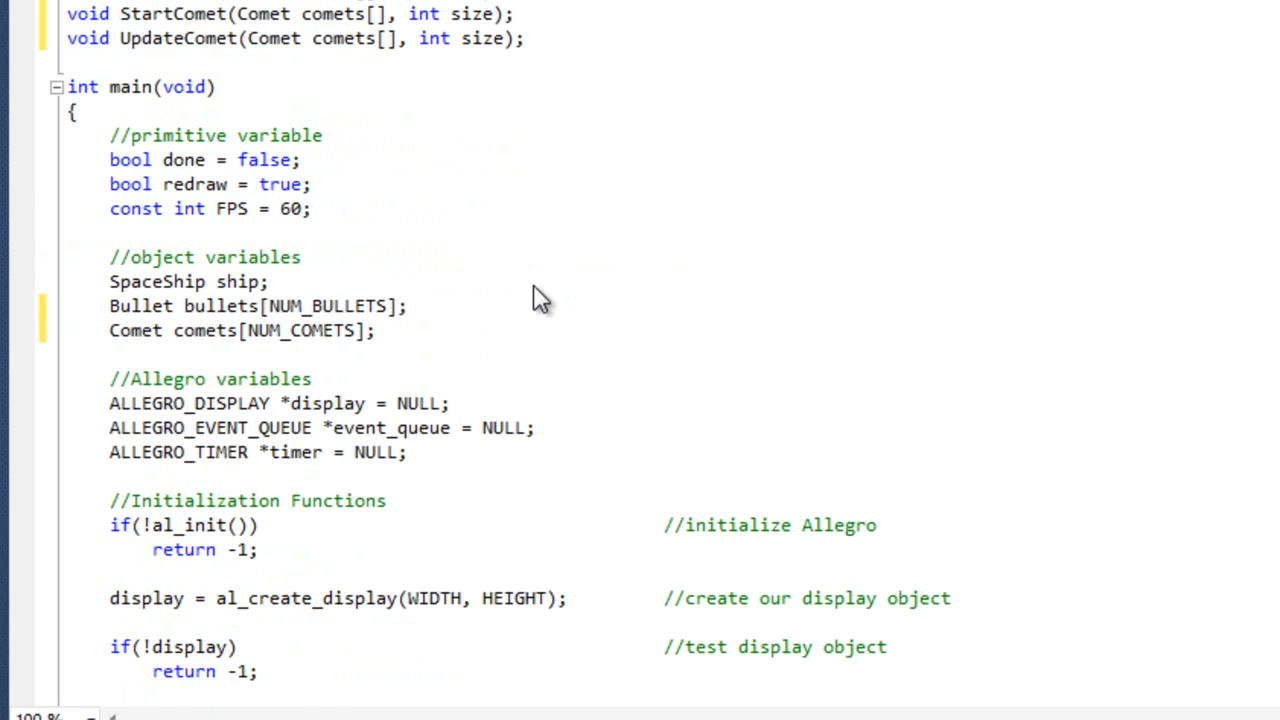 void StartComet(Comet comets[], int size);
void UpdateComet(Comet comets[], int size);
int main(void)
{
//primitive variable
bool done = false;
bool redraw = true;
const int FPS = 60;
//object variables
SpaceShip ship;
Bullet bullets[NUM_BULLETS];
Comet comets[NUM_COMETS];
//Allegro variables
ALLEGRO_DISPLAY *display = NULL;
ALLEGRO_EVENT_QUEUE *event_queue = NULL;
ALLEGRO_TIMER *timer = NULL;
//Initialization Functions
if(!al_init()) //initialize Allegro
return -1;
display = al_create_display(WIDTH, HEIGHT); //create our display object
if(!display) //test display object
return -1;
100 %